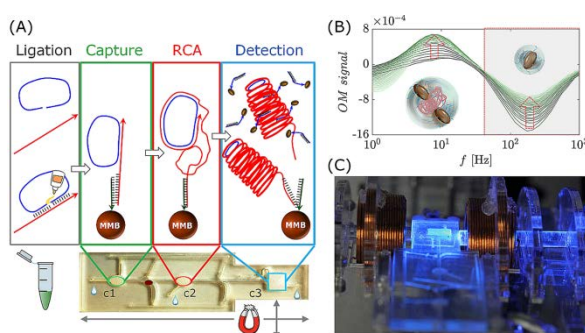 (A)
Ligation
Capture
RCA
Detection
MMB
MMB
MMB
c1
c2
c3
(B)
×10⁻⁴
OM signal
8
0
-8
-16
10⁰
10¹
10²
10³
f [Hz]
(C)